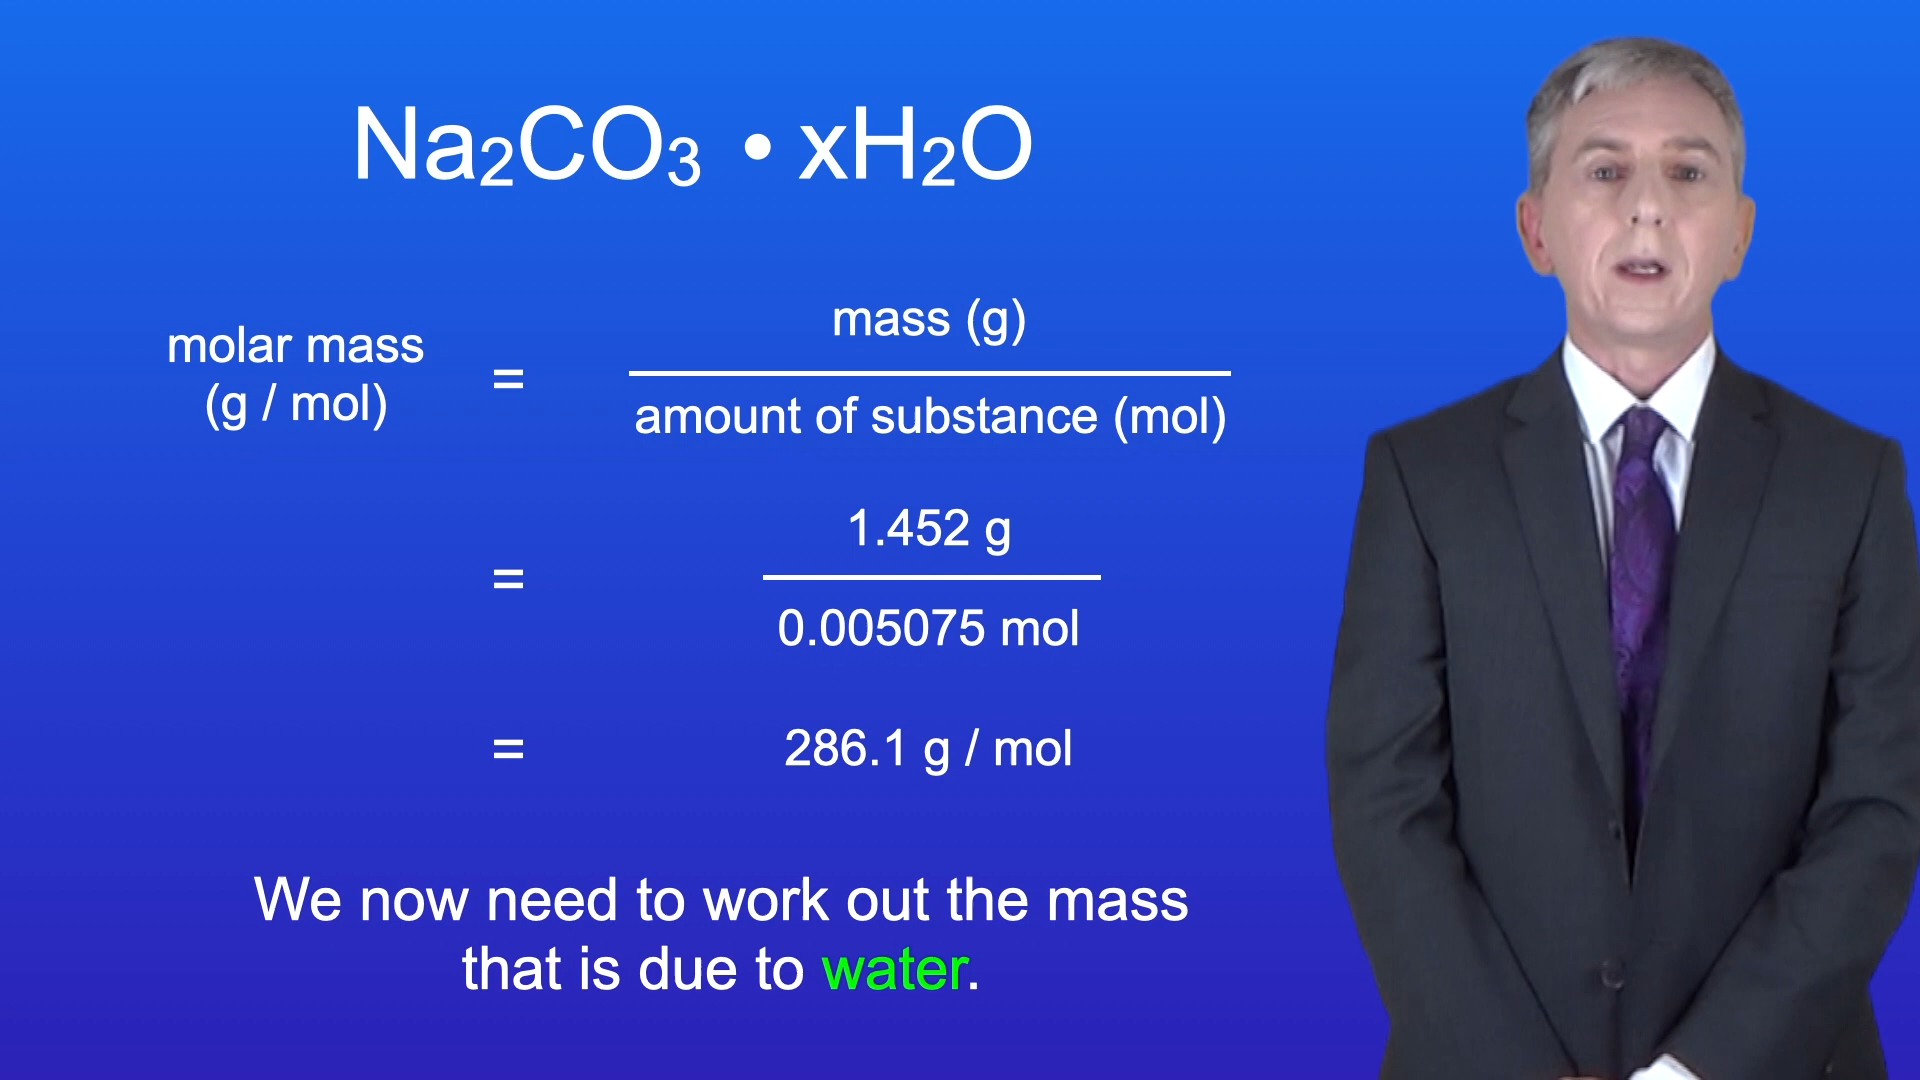 Na₂CO₃ • xH₂O
molar mass
(g / mol)
=
mass (g)
amount of substance (mol)
=
1.452 g
0.005075 mol
=
286.1 g / mol
We now need to work out the mass
that is due to water.